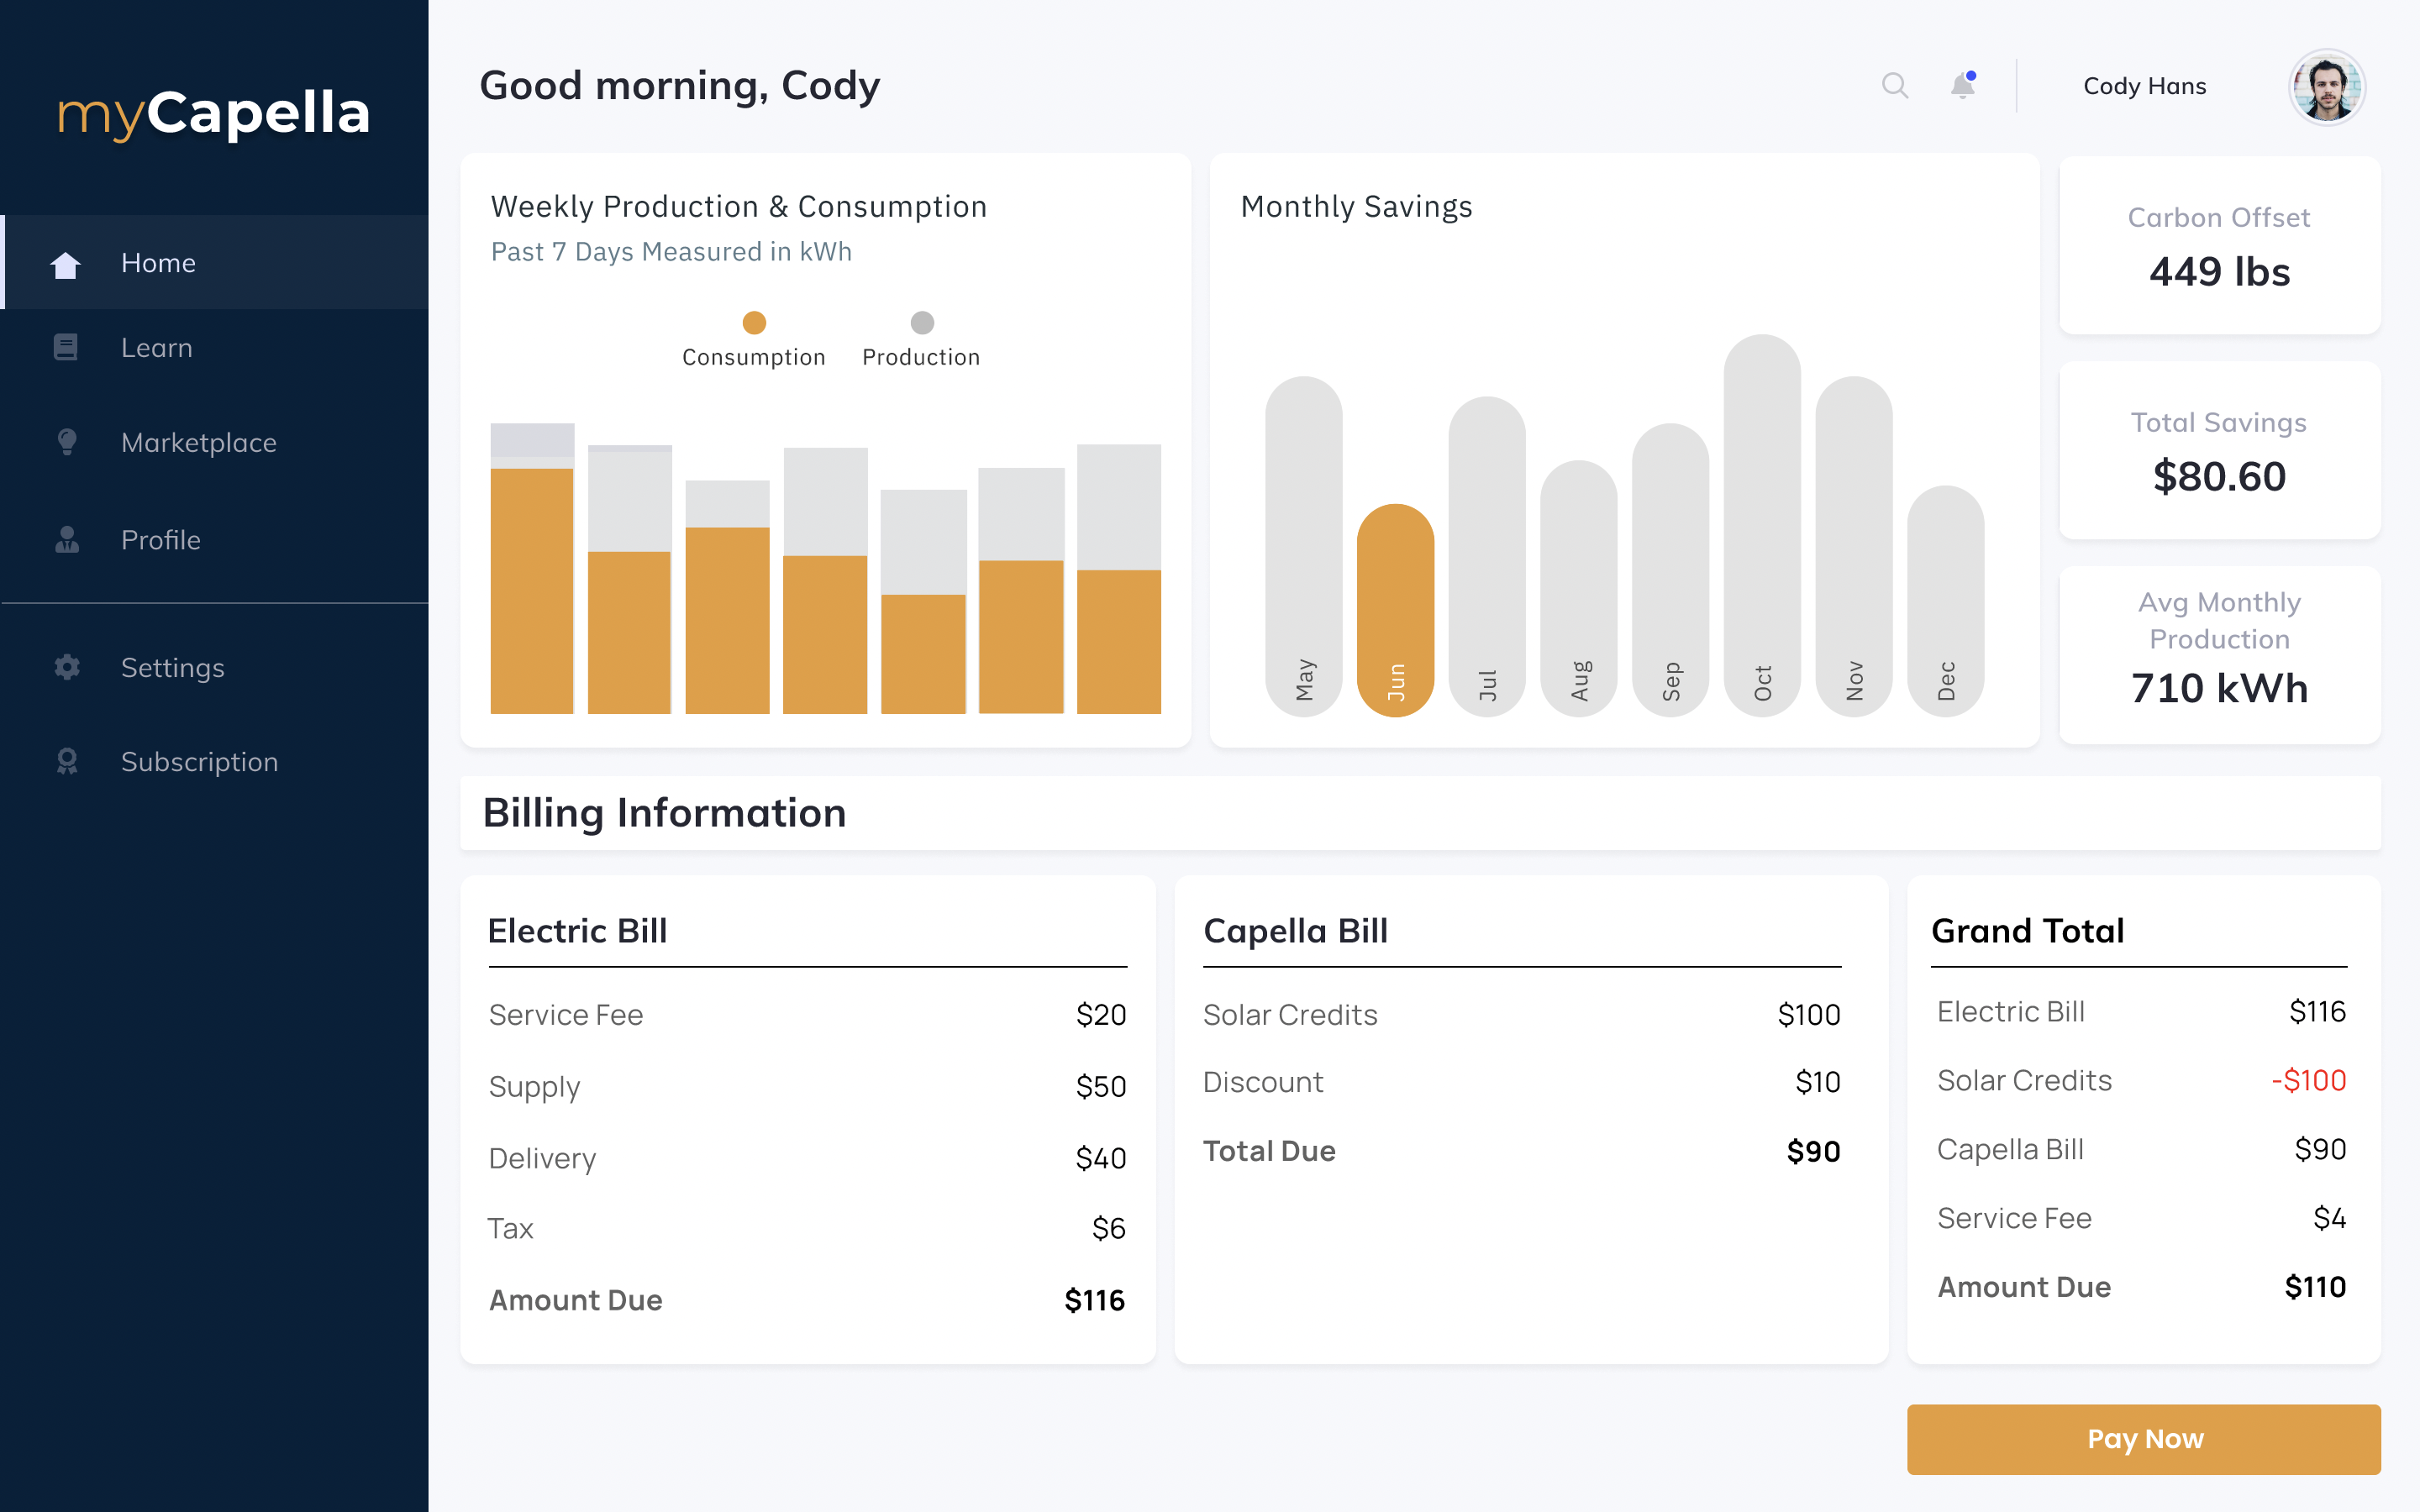 myCapella
Home
Learn
Marketplace
Profile
Settings
Subscription
Good morning, Cody
Cody Hans
Weekly Production & Consumption
Past 7 Days Measured in kWh
Consumption Production
Monthly Savings
May Jun Jul Aug Sep Oct Nov Dec
Carbon Offset
449 lbs
Total Savings
$80.60
Avg Monthly
Production
710 kWh
Billing Information
Electric Bill
Service Fee $20
Supply $50
Delivery $40
Tax $6
Amount Due $116
Capella Bill
Solar Credits $100
Discount $10
Total Due $90
Grand Total
Electric Bill $116
Solar Credits -$100
Capella Bill $90
Service Fee $4
Amount Due $110
Pay Now